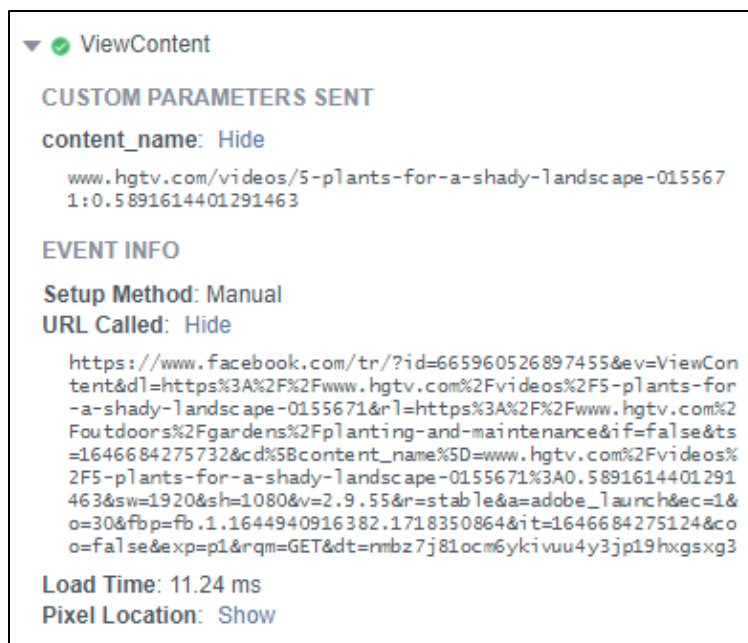 ViewContent
CUSTOM PARAMETERS SENT
content_name: Hide
www.hgtv.com/videos/5-plants-for-a-shady-landscape-015567
1:0.5891614401291463
EVENT INFO
Setup Method: Manual
URL Called: Hide
https://www.facebook.com/tr/?id=665960526897455&ev=ViewCon
tent&dl=https%3A%2F%2Fwww.hgtv.com%2Fvideos%2F5-plants-for
-a-shady-landscape-0155671&rl=https%3A%2F%2Fwww.hgtv.com%2
Foutdoors%2Fgardens%2Fplanting-and-maintenance&if=false&ts
=1646684275732&cd%5Bcontent_name%5D=www.hgtv.com%2Fvideos%
2F5-plants-for-a-shady-landscape-0155671%3A0.5891614401291
463&sw=1920&sh=1080&v=2.9.55&r=stable&a=adobe_launch&ec=1&
o=30&fbp=fb.1.1644940916382.1718350864&it=1646684275124&co
o=false&exp=p1&rqm=GET&dt=nmbz7j81ocm6ykivuu4y3jp19hxgsxg3
Load Time: 11.24 ms
Pixel Location: Show